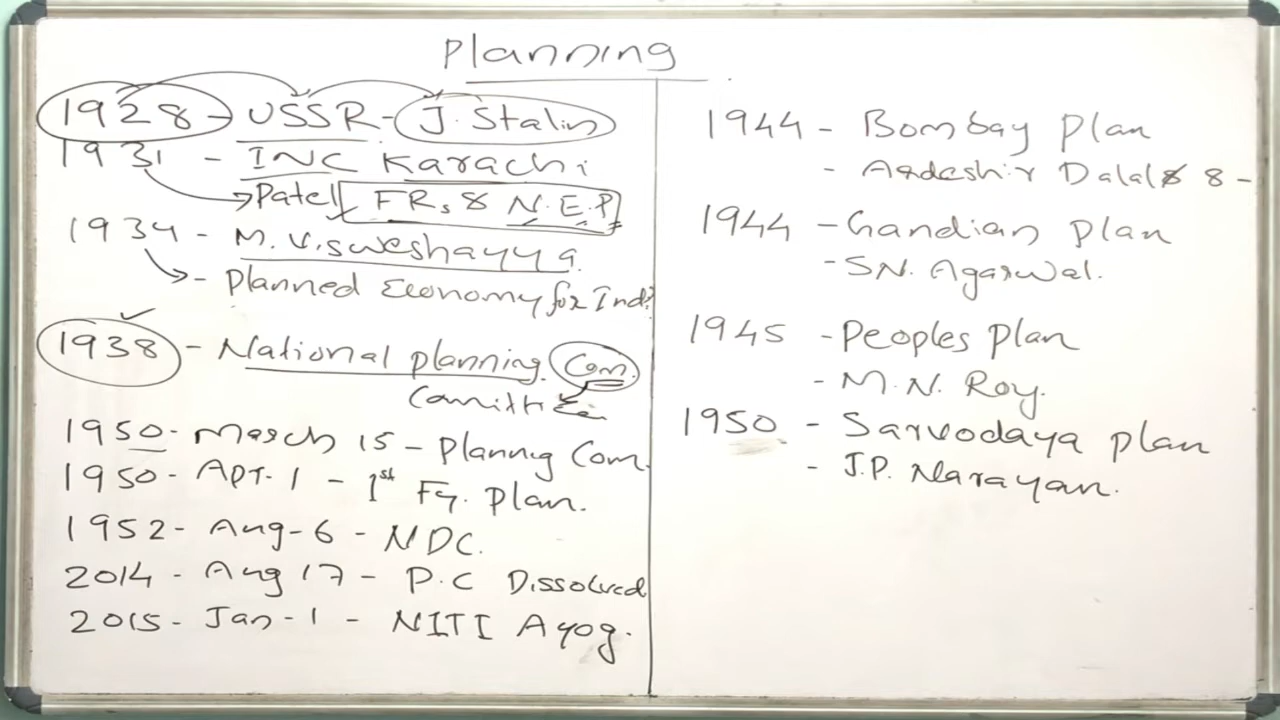 Planning
1928 - USSR - J. Stalin
1931 - INC Karachi
Patel FRs & N.E.P
1934 - M. Visweshayya
- Planned Economy for Ind?
1938 - National planning Com.
Committee
1950 - March 15 - Planning Com.
1950 - Apr. 1 - 1st Fy. Plan.
1952 - Aug - 6 - NDC.
2014 - Aug 17 - P.C Dissolved
2015 - Jan - 1 - NITI Ayog.
1944 - Bombay Plan
- Aadeshir Dalal & 8 -
1944 - Gandian plan
- S.N. Agarwal.
1945 - Peoples plan
- M.N. Roy.
1950 - Sarvodaya plan
- J.P. Narayan.